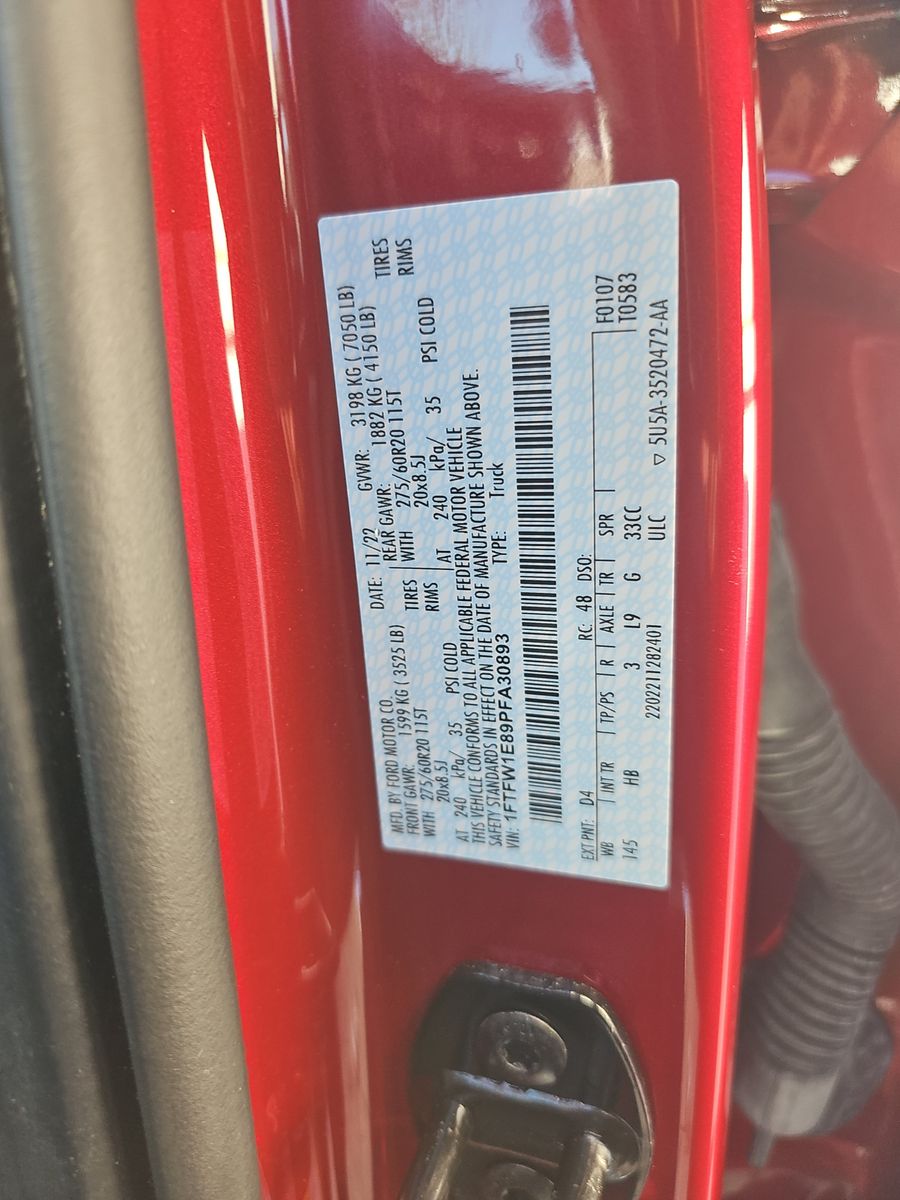 MFD. BY FORD MOTOR CO.
DATE: 11/22 GVWR: 3198 KG ( 7050 LB)
FRONT GAWR: 1599 KG ( 3525 LB) REAR GAWR: 1882 KG ( 4150 LB)
WITH 275/60R20 115T TIRES WITH 275/60R20 115T TIRES
20x8.5J RIMS 20x8.5J RIMS
AT 240 kPa/ 35 PSI COLD AT 240 kPa/ 35 PSI COLD
THIS VEHICLE CONFORMS TO ALL APPLICABLE FEDERAL MOTOR VEHICLE
SAFETY STANDARDS IN EFFECT ON THE DATE OF MANUFACTURE SHOWN ABOVE.
VIN: 1FTFW1E89PFA30893 TYPE: Truck
EXT PNT: D4 RC: 48 DSO: F0107
WB INT TR TP/PS R AXLE TR SPR T0583
145 HB 3 L9 G 33CC
22022111282401 ULC ▽ 5U5A-3520472-AA